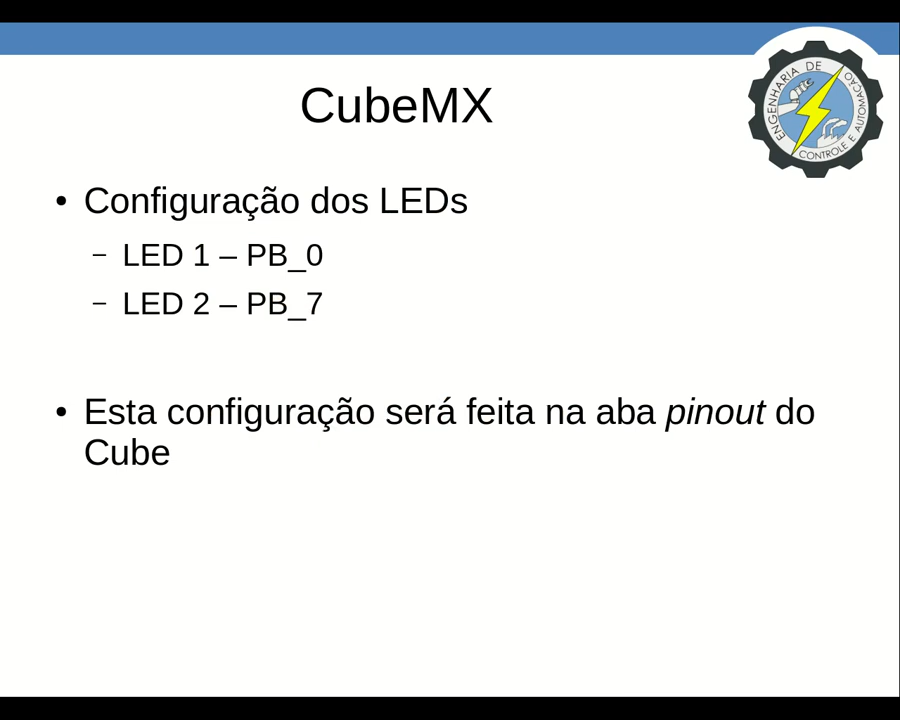 CubeMX
ENGENHARIA DE
CONTROLE E AUTOMAÇÃO
• Configuração dos LEDs
– LED 1 – PB_0
– LED 2 – PB_7
• Esta configuração será feita na aba pinout do
Cube